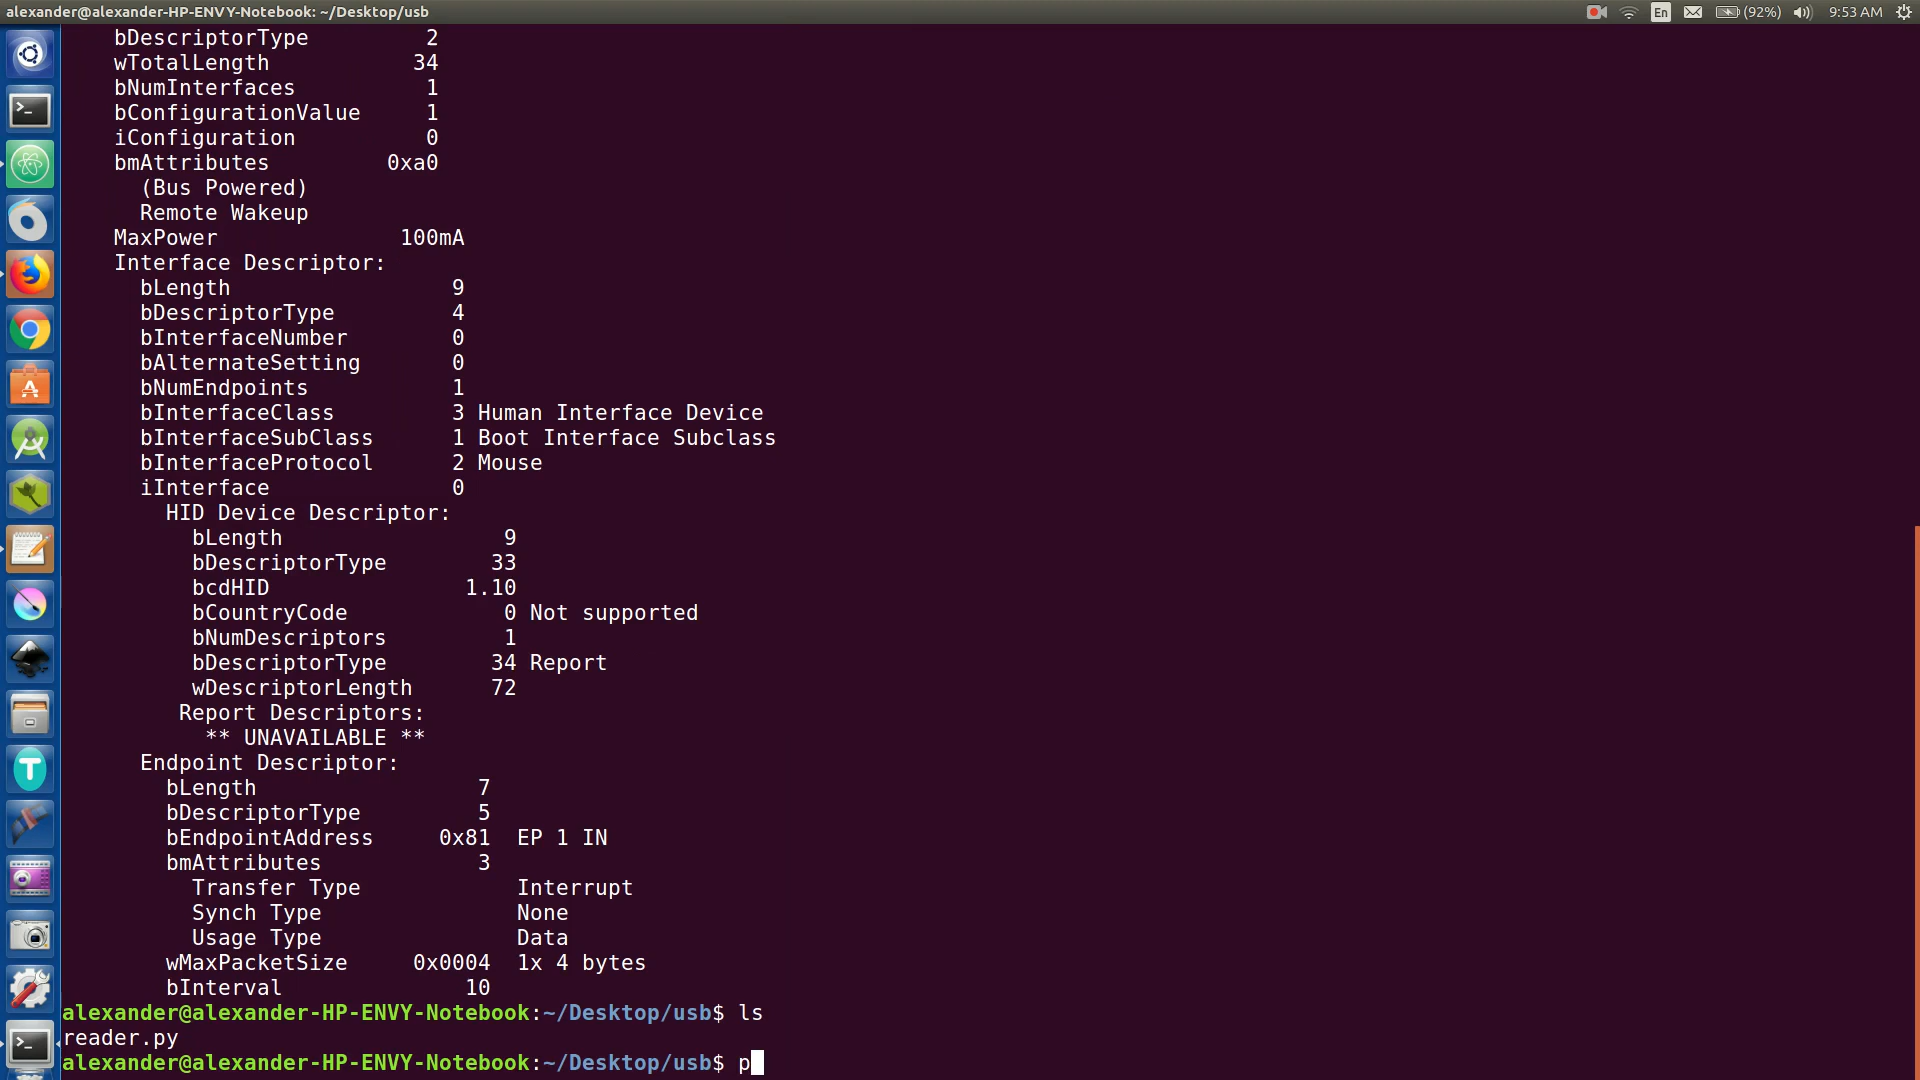 alexander@alexander-HP-ENVY-Notebook: ~/Desktop/usb
En
(92%)
9:53 AM
bDescriptorType 2
wTotalLength 34
bNumInterfaces 1
bConfigurationValue 1
iConfiguration 0
bmAttributes 0xa0
(Bus Powered)
Remote Wakeup
MaxPower 100mA
Interface Descriptor:
bLength 9
bDescriptorType 4
bInterfaceNumber 0
bAlternateSetting 0
bNumEndpoints 1
bInterfaceClass 3 Human Interface Device
bInterfaceSubClass 1 Boot Interface Subclass
bInterfaceProtocol 2 Mouse
iInterface 0
HID Device Descriptor:
bLength 9
bDescriptorType 33
bcdHID 1.10
bCountryCode 0 Not supported
bNumDescriptors 1
bDescriptorType 34 Report
wDescriptorLength 72
Report Descriptors:
** UNAVAILABLE **
Endpoint Descriptor:
bLength 7
bDescriptorType 5
bEndpointAddress 0x81 EP 1 IN
bmAttributes 3
Transfer Type Interrupt
Synch Type None
Usage Type Data
wMaxPacketSize 0x0004 1x 4 bytes
bInterval 10
alexander@alexander-HP-ENVY-Notebook:~/Desktop/usb$ ls
reader.py
alexander@alexander-HP-ENVY-Notebook:~/Desktop/usb$ p